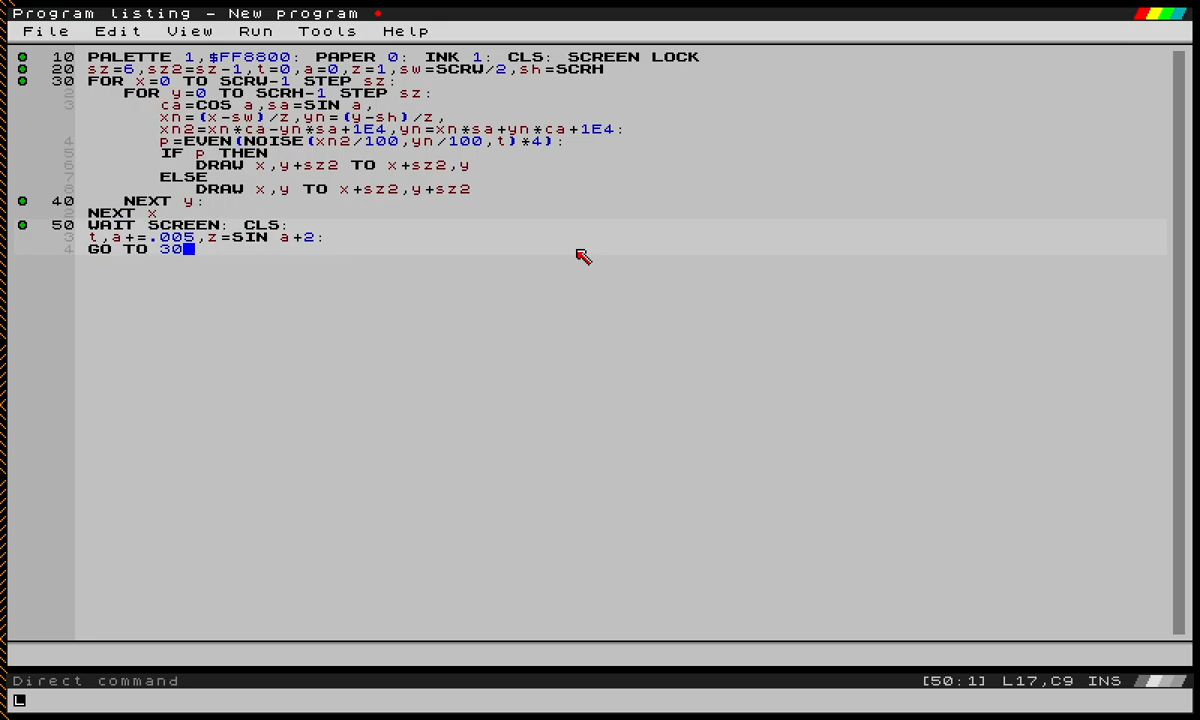 Program listing - New program
File Edit View Run Tools Help
10 PALETTE 1,$FF8800: PAPER 0: INK 1: CLS: SCREEN LOCK
20 sz=6,sz2=sz-1,t=0,a=0,z=1,sw=SCRW/2,sh=SCRH
30 FOR x=0 TO SCRW-1 STEP sz:
2 FOR y=0 TO SCRH-1 STEP sz:
3 ca=COS a,sa=SIN a,
xn=(x-sw)/z,yn=(y-sh)/z,
xn2=xn*ca-yn*sa+1E4,yn=xn*sa+yn*ca+1E4:
4 p=EVEN(NOISE(xn2/100,yn/100,t)*4):
5 IF p THEN
6 DRAW x,y+sz2 TO x+sz2,y
7 ELSE
8 DRAW x,y TO x+sz2,y+sz2
40 NEXT y:
2 NEXT x
50 WAIT SCREEN: CLS:
3 t,a+=.005,z=SIN a+2:
4 GO TO 30
Direct command [50:1] L17,C9 INS
L